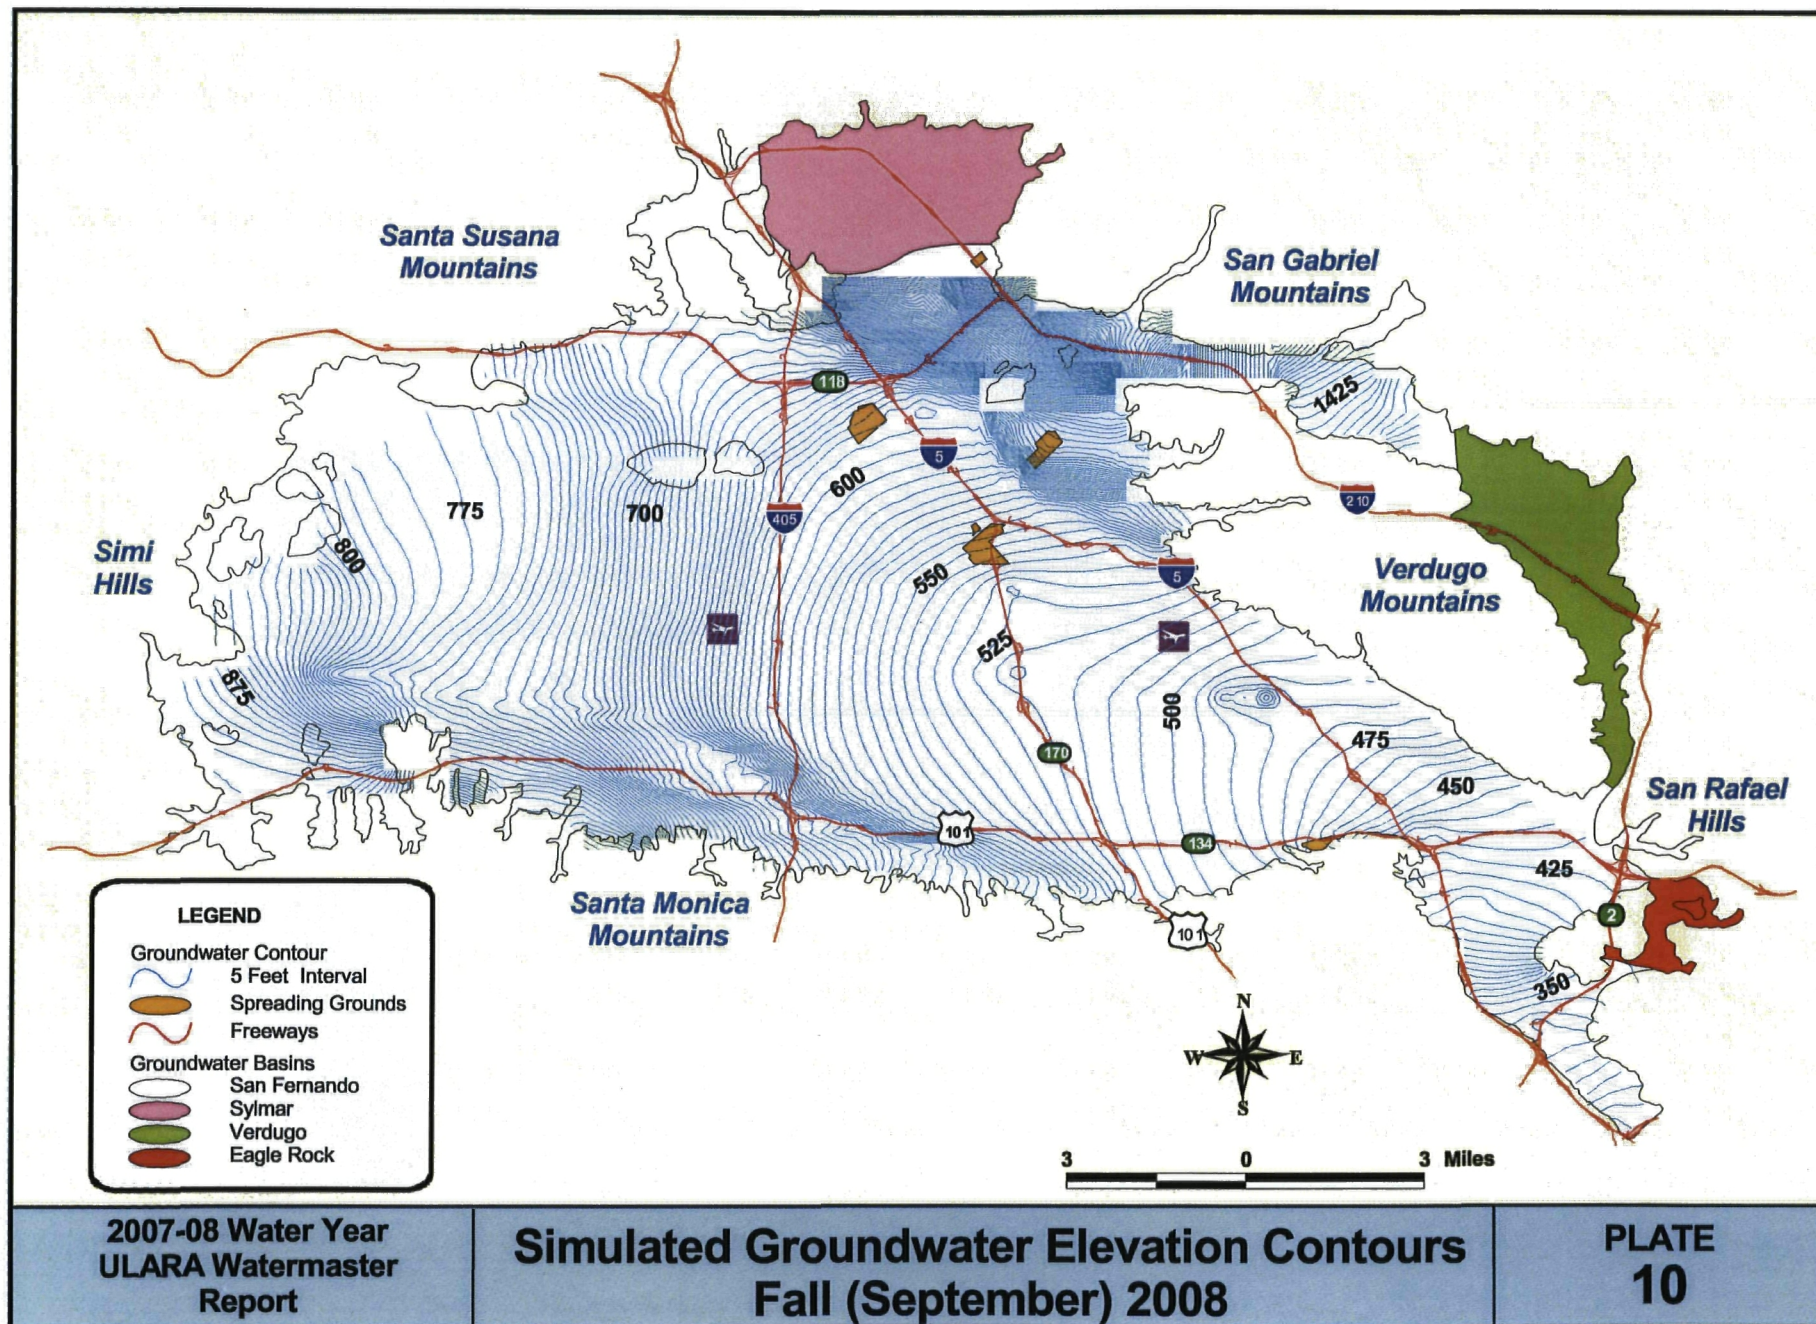 Santa Susana
Mountains
San Gabriel
Mountains
118
1425
5
600
775
700
405
210
800
Simi
Hills
550
5
Verdugo
Mountains
525
875
500
475
170
450
San Rafael
Hills
101
134
425
2
Santa Monica
Mountains
101
350
LEGEND
Groundwater Contour
5 Feet Interval
Spreading Grounds
Freeways
Groundwater Basins
San Fernando
Sylmar
Verdugo
Eagle Rock
N
W E
S
3 0 3 Miles
2007-08 Water Year
ULARA Watermaster
Report
Simulated Groundwater Elevation Contours
Fall (September) 2008
PLATE
10